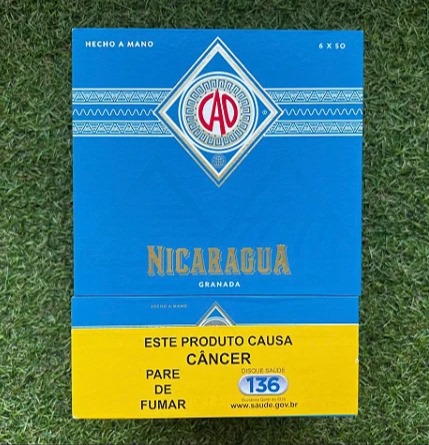 HECHO A MANO
6 X 50
CAO
®
NICARAGUA
GRANADA
HECHO A MANO
ESTE PRODUTO CAUSA
CÂNCER
PARE
DE
FUMAR
DISQUE SAÚDE
136
www.saude.gov.br